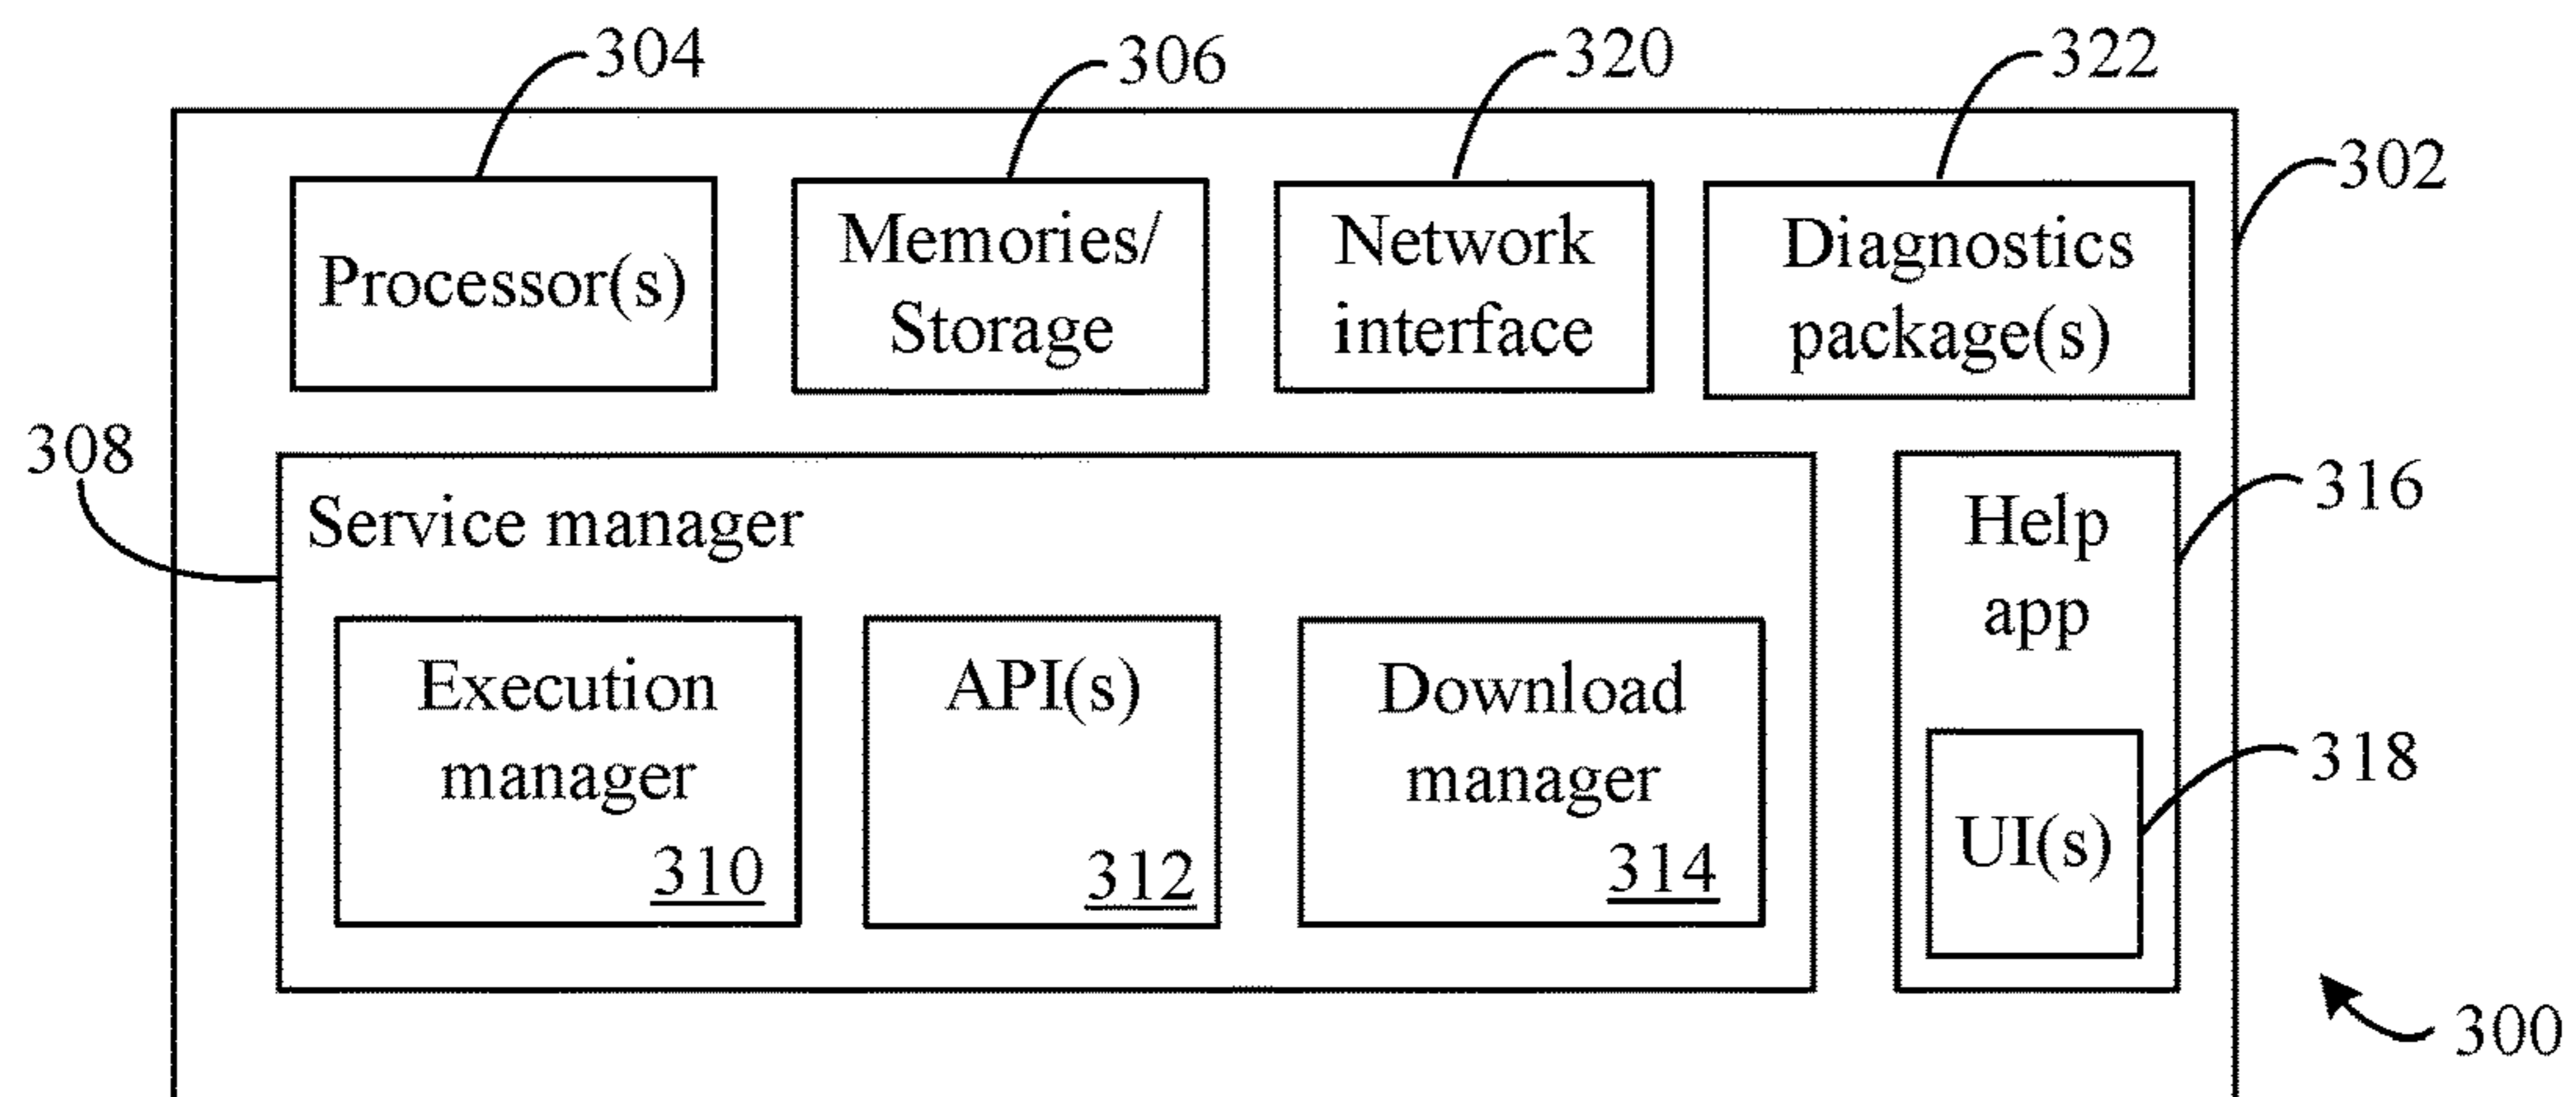 304
306
320
322
302
Processor(s)
Memories/
Storage
Network
interface
Diagnostics
package(s)
308
316
Service manager
Help
app
Execution
manager
310
API(s)
312
Download
manager
314
UI(s)
318
300